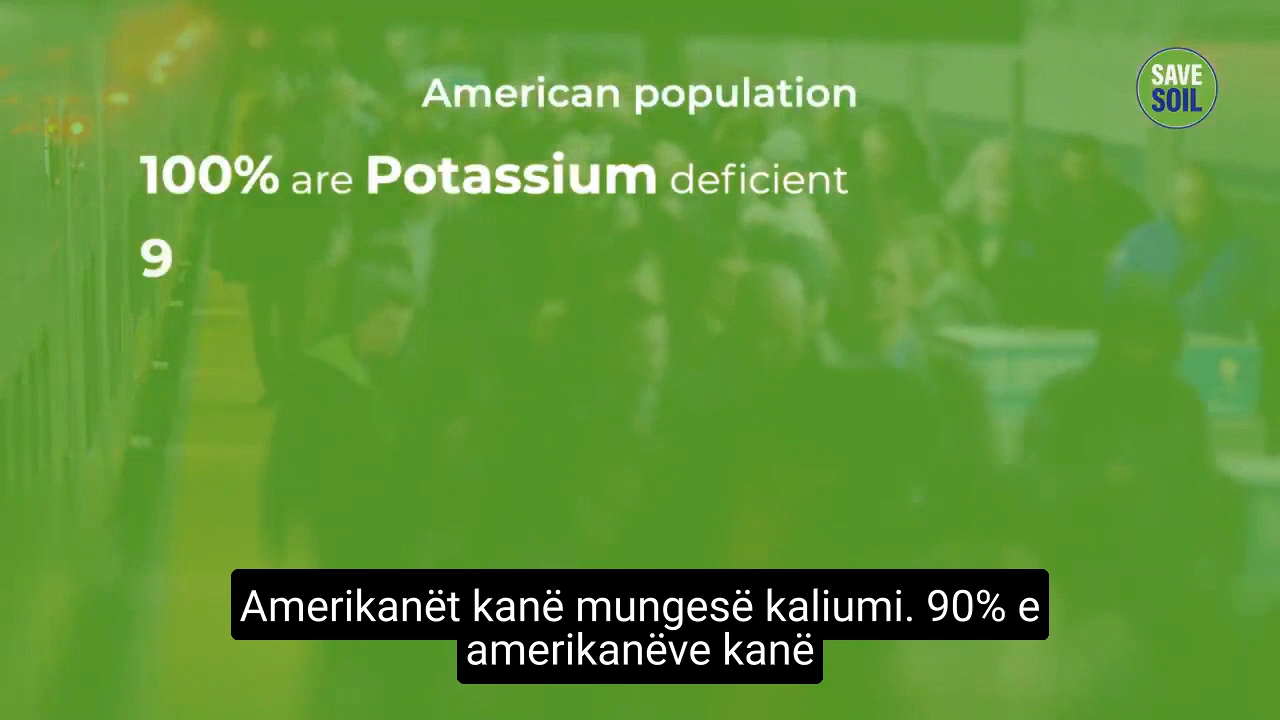 American population
SAVE
SOIL
100% are Potassium deficient
9
Amerikanët kanë mungesë kaliumi. 90% e
amerikanëve kanë